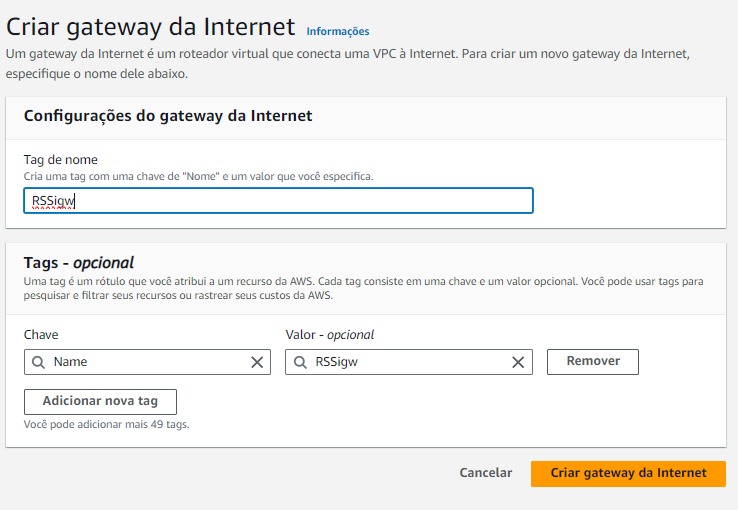 Criar gateway da Internet Informações
Um gateway da Internet é um roteador virtual que conecta uma VPC à Internet. Para criar um novo gateway da Internet,
especifique o nome dele abaixo.
Configurações do gateway da Internet
Tag de nome
Cria uma tag com uma chave de "Nome" e um valor que você especifica.
RSSigw
Tags - opcional
Uma tag é um rótulo que você atribui a um recurso da AWS. Cada tag consiste em uma chave e um valor opcional. Você pode usar tags para
pesquisar e filtrar seus recursos ou rastrear seus custos da AWS.
Chave Valor - opcional
Name RSSigw Remover
Adicionar nova tag
Você pode adicionar mais 49 tags.
Cancelar Criar gateway da Internet